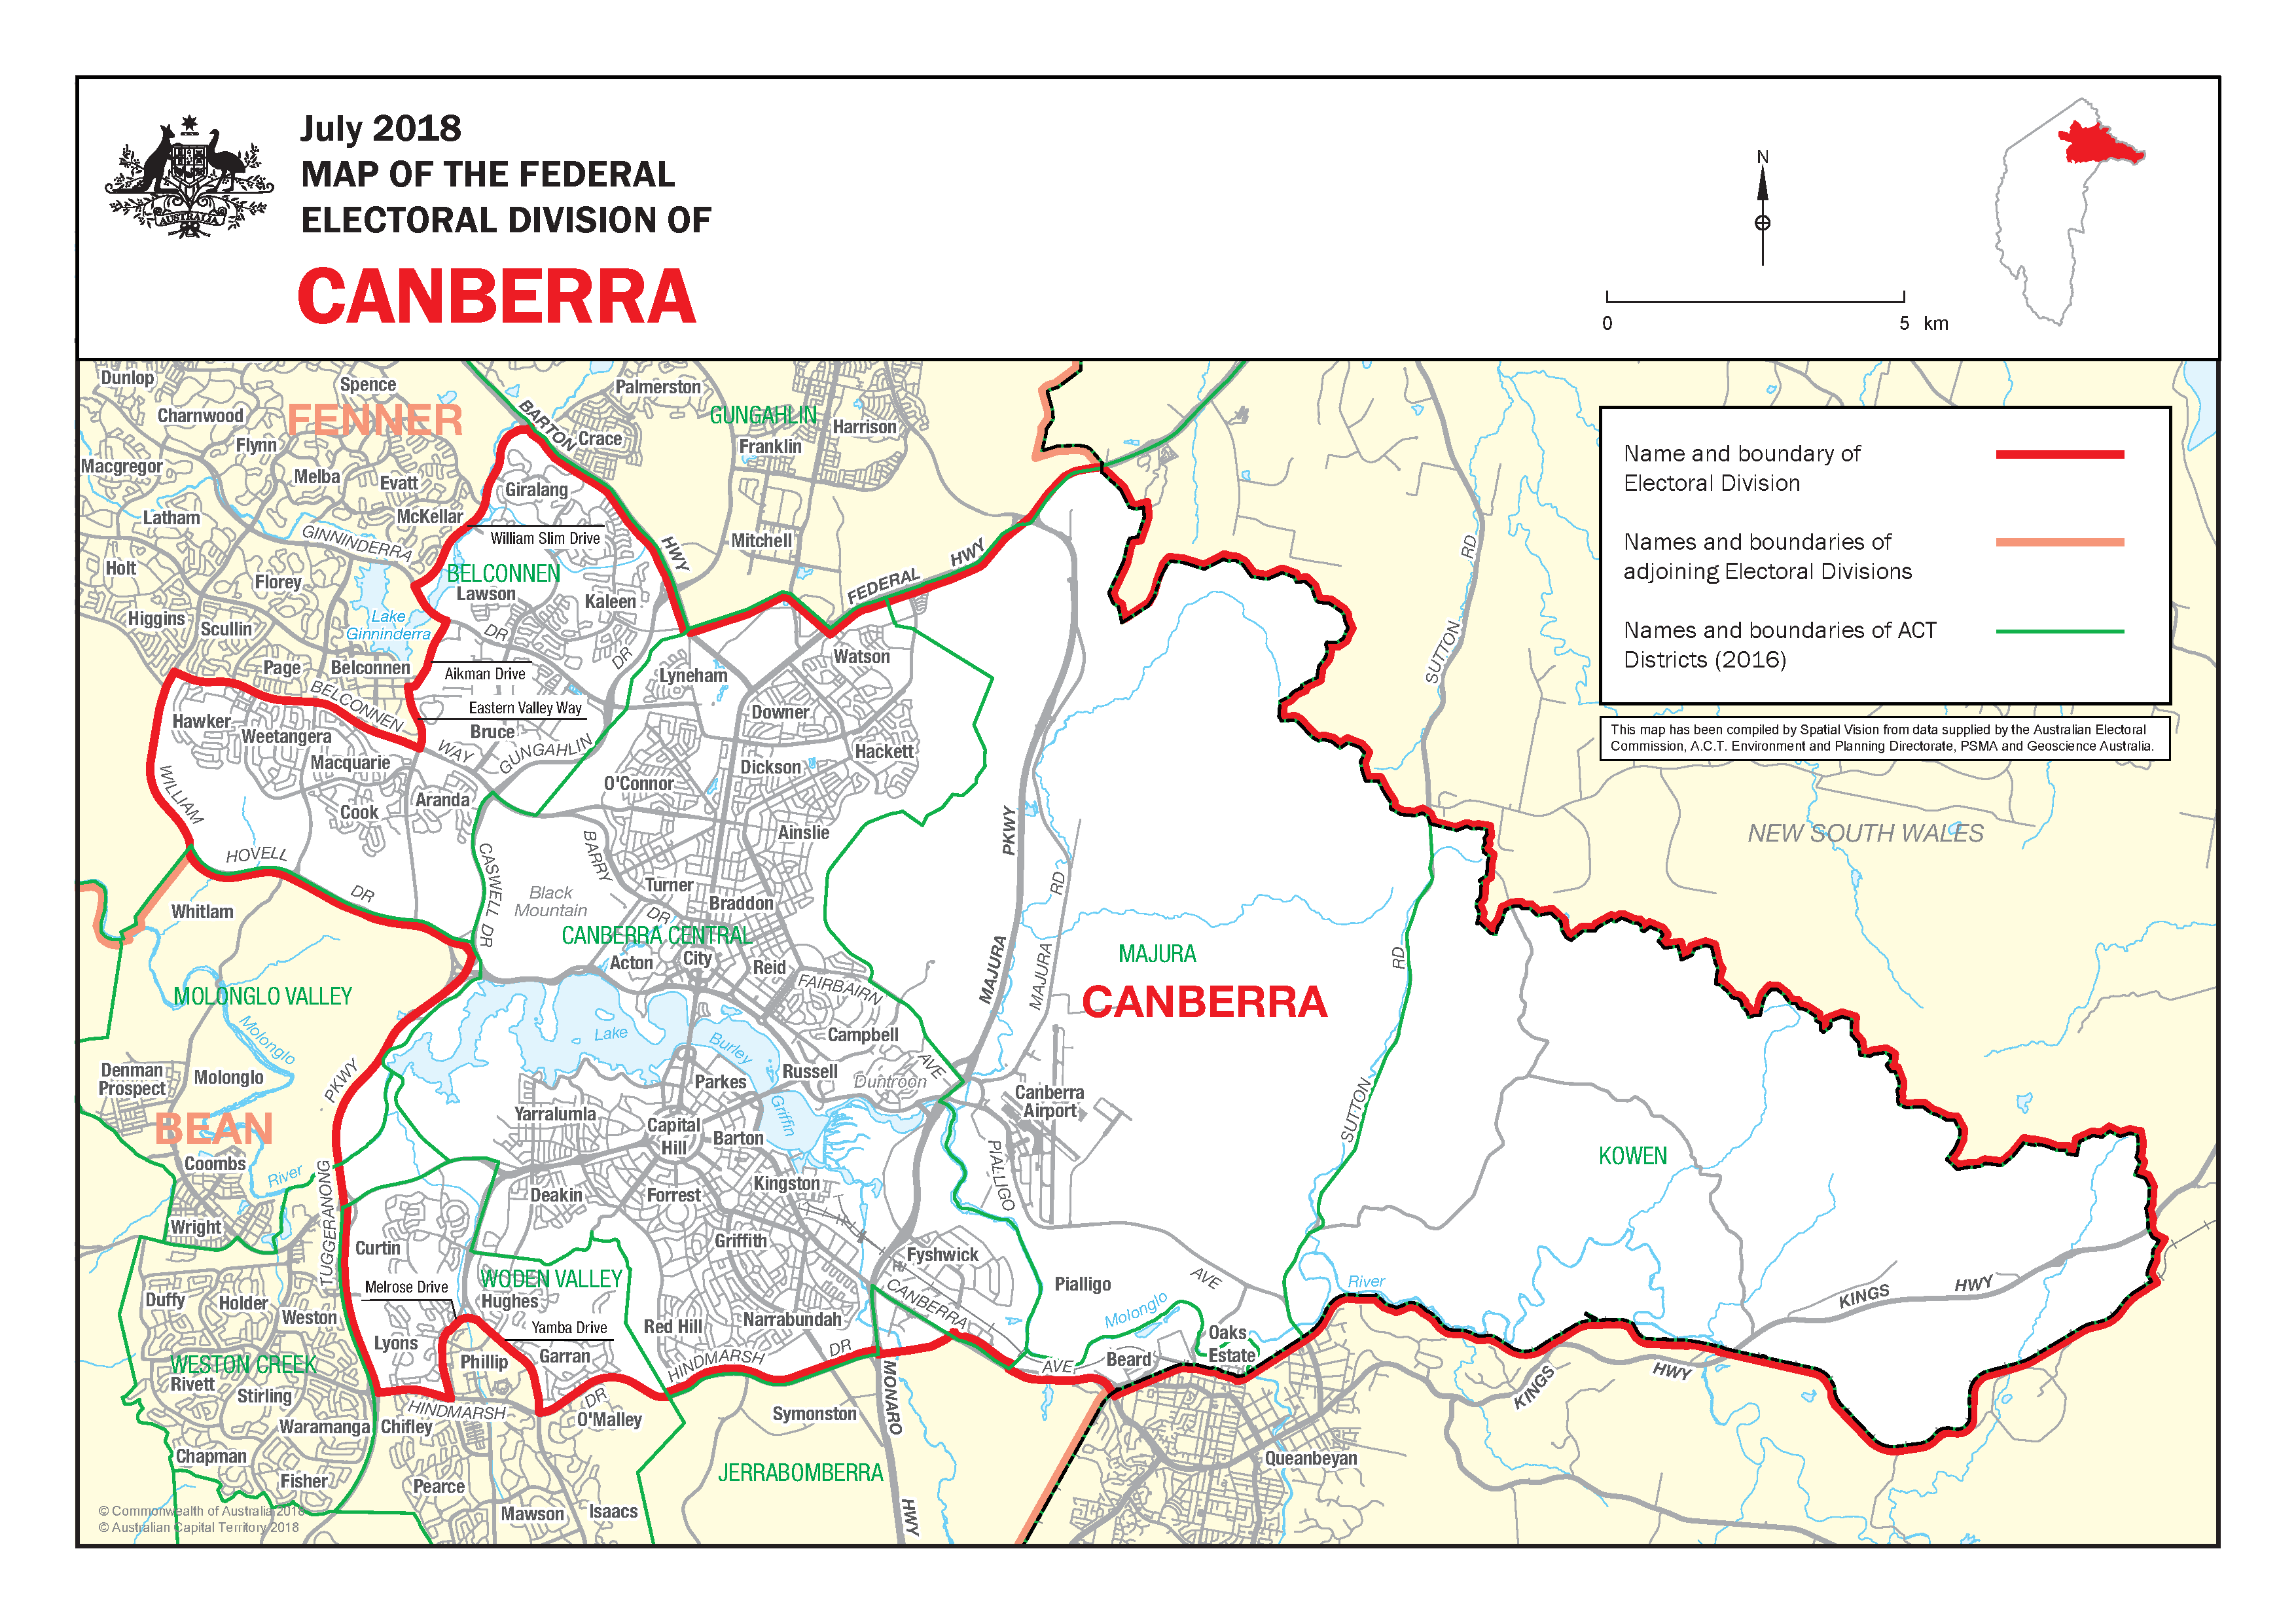 July 2018
MAP OF THE FEDERAL
ELECTORAL DIVISION OF
CANBERRA
AUSTRALIA
N
0 5 km
Name and boundary of
Electoral Division
Names and boundaries of
adjoining Electoral Divisions
Names and boundaries of ACT
Districts (2016)
This map has been compiled by Spatial Vision from data supplied by the Australian Electoral
Commission, A.C.T. Environment and Planning Directorate, PSMA and Geoscience Australia.
Dunlop
Spence
Palmerston
Charnwood
FENNER
BARTON
GUNGAHLIN
Harrison
Flynn
Crace
Franklin
Macgregor
Melba
Evatt
Giralang
Latham
McKellar
GINNINDERRA
William Slim Drive
HWY
Mitchell
FEDERAL
HWY
SUTTON
RD
Holt
Florey
BELCONNEN
Lawson
Kaleen
Higgins
Scullin
Lake
Ginninderra
DR
DR
Watson
Page
Belconnen
Aikman Drive
Lyneham
BELCONNEN
Eastern Valley Way
Downer
Hawker
Weetangera
Bruce
WAY
GUNGAHLIN
Hackett
Macquarie
Dickson
O'Connor
WILLIAM
Cook
Aranda
Ainslie
PKWY
NEW SOUTH WALES
HOVELL
DR
CASWELL
DR
BARRY
DR
Black
Mountain
Turner
Braddon
RD
Whitlam
CANBERRA CENTRAL
Acton
City
Reid
FAIRBAIRN
MAJURA
MAJURA
MAJURA
RD
CANBERRA
MOLONGLO VALLEY
Molonglo
Lake
Burley
Griffin
Campbell
AVE
Denman
Prospect
Molonglo
PKWY
Parkes
Russell
Duntroon
Canberra
Airport
BEAN
Yarralumla
Capital
Hill
Barton
SUTTON
KOWEN
Coombs
River
Deakin
Forrest
Kingston
PIALLIGO
Wright
TUGGERANONG
Curtin
Griffith
Fyshwick
WODEN VALLEY
Melrose Drive
Hughes
Pialligo
AVE
River
KINGS
HWY
Duffy
Holder
Weston
Yamba Drive
Red Hill
Narrabundah
CANBERRA
Molonglo
Lyons
Oaks
Estate
WESTON CREEK
Phillip
Garran
HINDMARSH
DR
AVE
Beard
HWY
KINGS
Rivett
Stirling
HINDMARSH
DR
MONARO
Waramanga
Chifley
O'Malley
Symonston
Chapman
Queanbeyan
Fisher
Pearce
JERRABOMBERRA
Mawson
Isaacs
HWY
© Commonwealth of Australia 2018
© Australian Capital Territory 2018